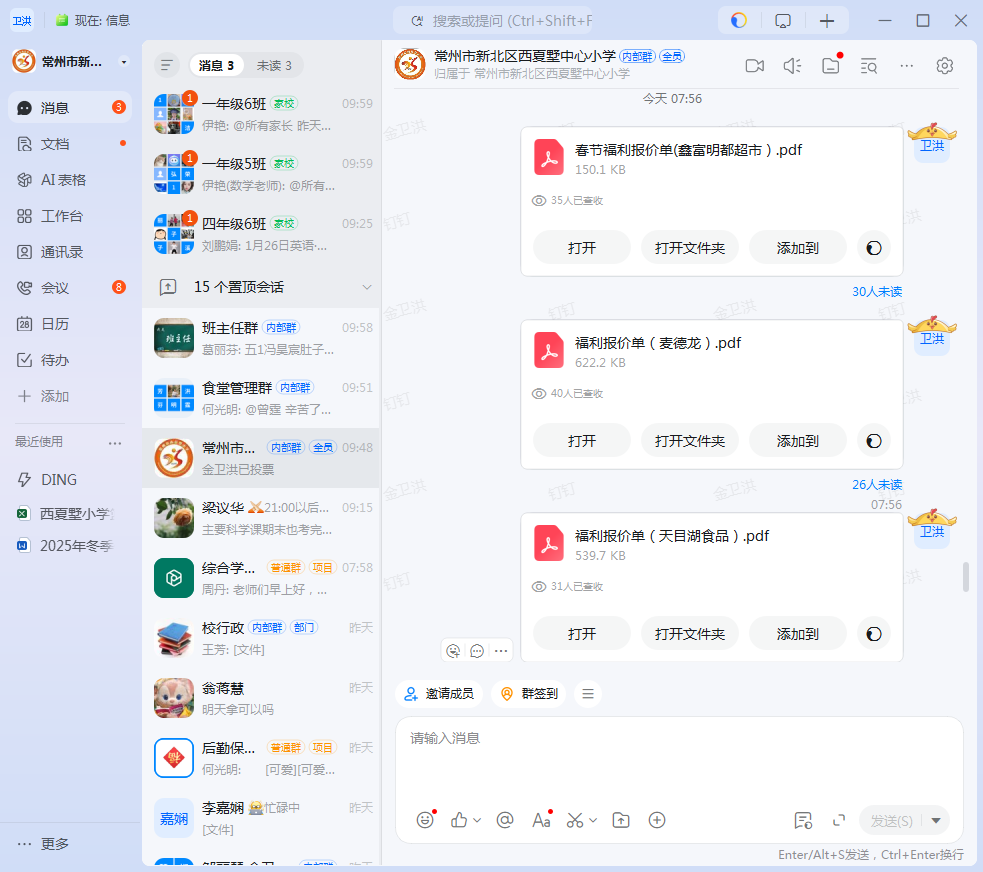 卫洪
现在: 信息
搜索或提问 (Ctrl+Shift+F
常州市新...
消息
3
文档
AI 表格
工作台
通讯录
会议
8
28
日历
待办
添加
最近使用
DING
西夏墅小学
2025年冬季
更多
消息 3
未读 3
1
一年级6班
家校
09:59
伊艳: @所有家长 昨天...
1
一年级5班
家校
09:59
伊艳(数学老师): @所有...
1
四年级6班
家校
09:25
刘鹏娟: 1月26日英语·...
15 个置顶会话
班主任
班主任群
内部群
09:58
葛丽芬: 五1冯昊宸肚子...
食堂管理群
内部群
09:51
何光明: @曾霆 辛苦了...
常州市...
内部群
全员
09:48
金卫洪已投票
梁议华
21:00以后...
09:15
主要科学课期末也考完...
综合学...
普通群
项目
07:58
周丹: 老师们早上好，...
校行政
内部群
部门
昨天
王芳: [文件]
翁蒋慧
昨天
明天拿可以吗
后勤保...
普通群
项目
昨天
何光明: [可爱][可爱...
嘉娴
李嘉娴
忙碌中
昨天
[文件]
常州市新北区西夏墅中心小学
内部群
全员
归属于 常州市新北区西夏墅中心小学
今天 07:56
春节福利报价单(鑫富明都超市）.pdf
150.1 KB
35人已查收
打开
打开文件夹
添加到
卫洪
30人未读
福利报价单（麦德龙）.pdf
622.2 KB
40人已查收
打开
打开文件夹
添加到
卫洪
26人未读
07:56
福利报价单（天目湖食品）.pdf
539.7 KB
31人已查收
打开
打开文件夹
添加到
卫洪
邀请成员
群签到
请输入消息
发送(S)
Enter/Alt+S发送，Ctrl+Enter换行
金卫洪
钉钉